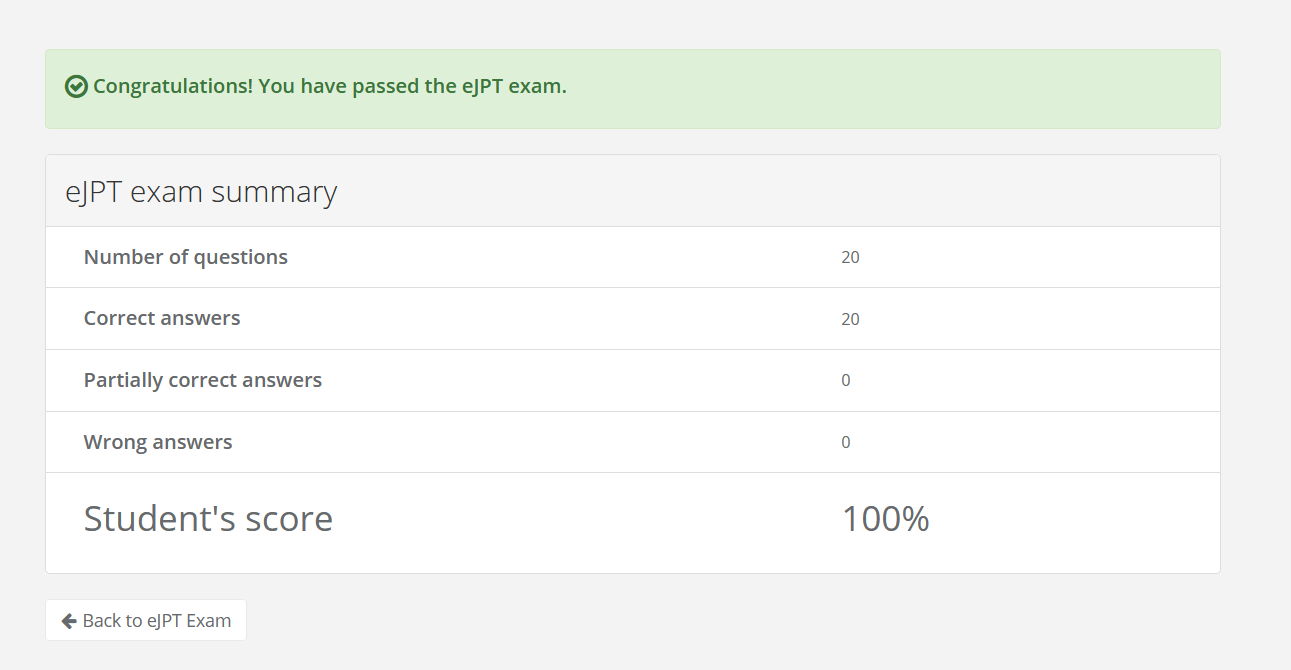 Congratulations! You have passed the eJPT exam.
eJPT exam summary
Number of questions 20
Correct answers 20
Partially correct answers 0
Wrong answers 0
Student's score 100%
Back to eJPT Exam